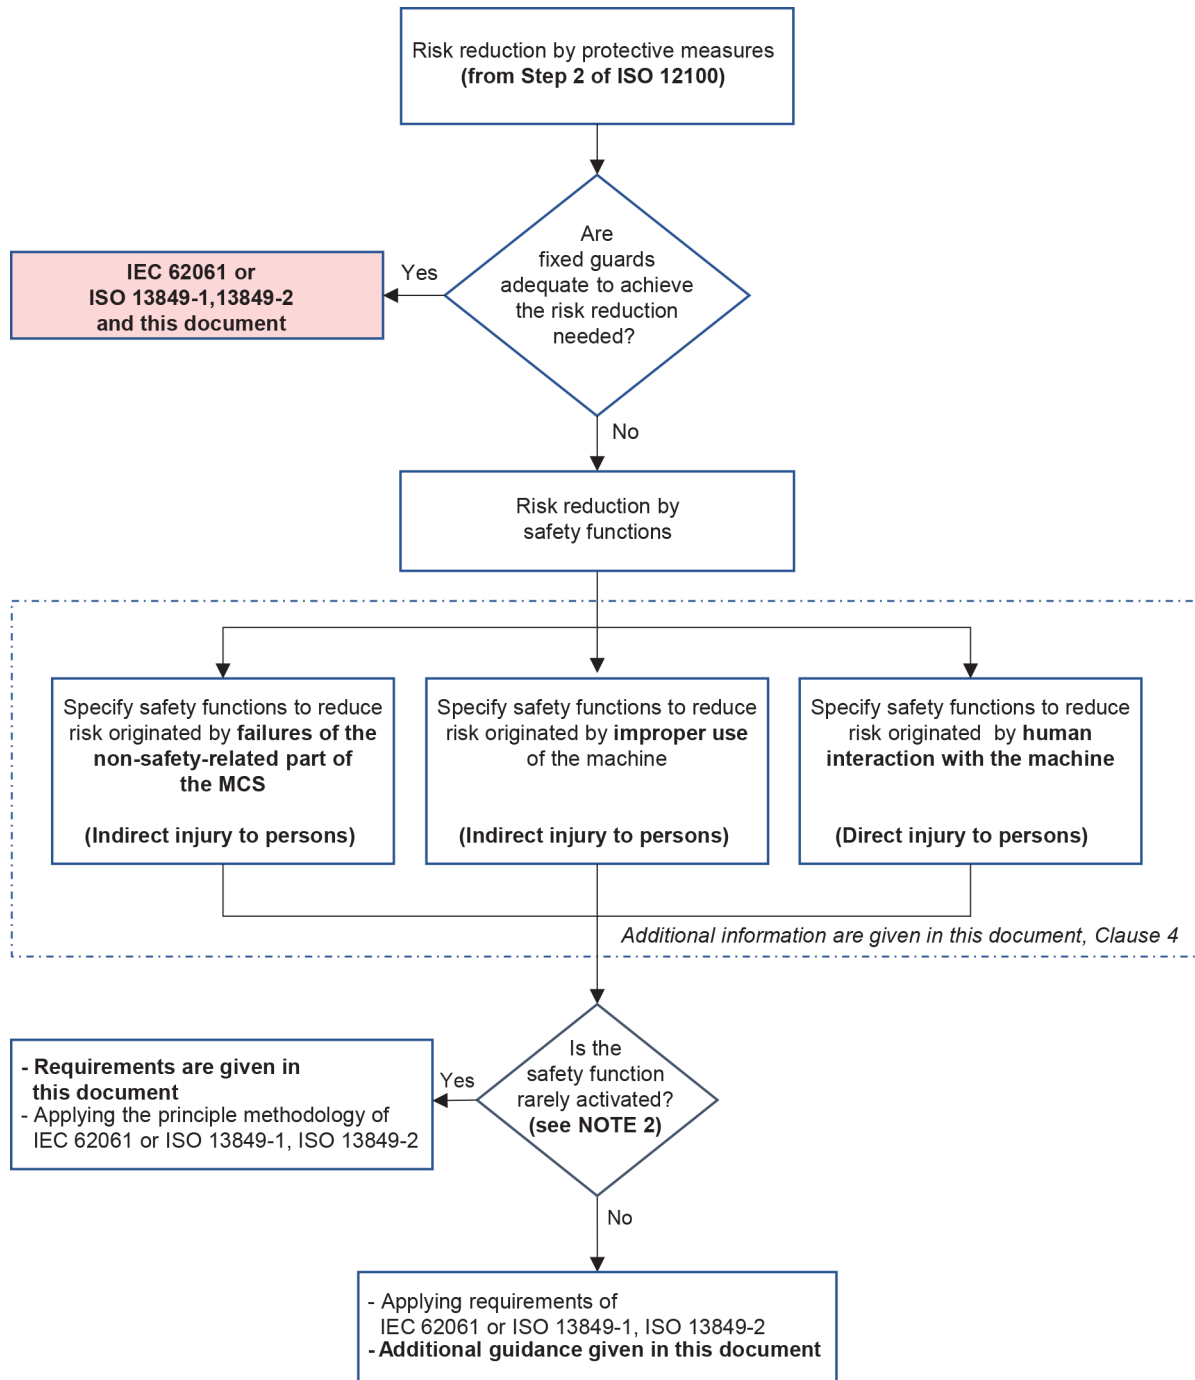 Risk reduction by protective measures
(from Step 2 of ISO 12100)
Are
fixed guards
adequate to achieve
the risk reduction
needed?
Yes
IEC 62061 or
ISO 13849-1,13849-2
and this document
No
Risk reduction by
safety functions
Specify safety functions to reduce
risk originated by failures of the
non-safety-related part of
the MCS
(Indirect injury to persons)
Specify safety functions to reduce
risk originated by improper use
of the machine
(Indirect injury to persons)
Specify safety functions to reduce
risk originated by human
interaction with the machine
(Direct injury to persons)
Additional information are given in this document, Clause 4
Is the
safety function
rarely activated?
(see NOTE 2)
Yes
- Requirements are given in
this document
- Applying the principle methodology of
IEC 62061 or ISO 13849-1, ISO 13849-2
No
- Applying requirements of
IEC 62061 or ISO 13849-1, ISO 13849-2
- Additional guidance given in this document